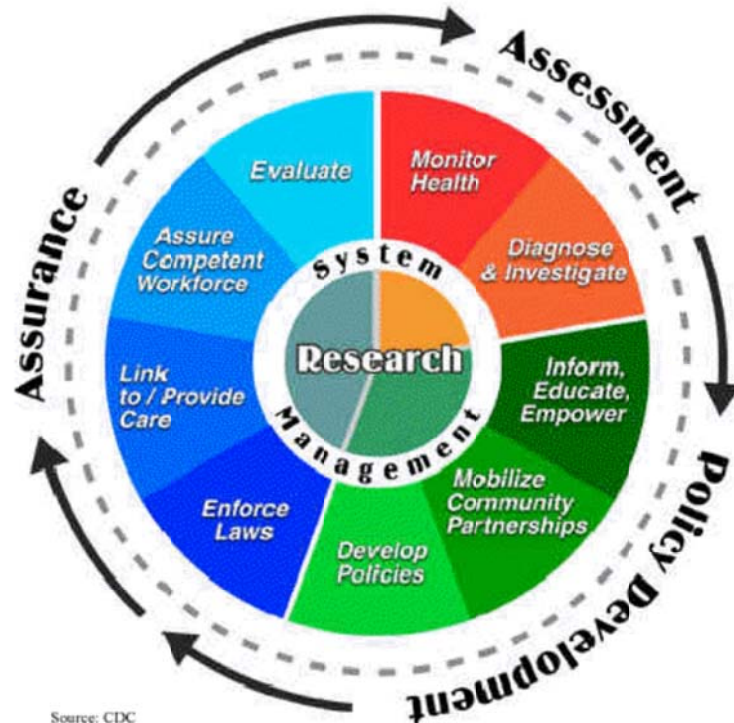 Assessment
Policy Development
Assurance
Monitor
Health
Diagnose
& Investigate
Inform,
Educate,
Empower
Mobilize
Community
Partnerships
Develop
Policies
Enforce
Laws
Link
to / Provide
Care
Assure
Competent
Workforce
Evaluate
System
Management
Research
Source: CDC